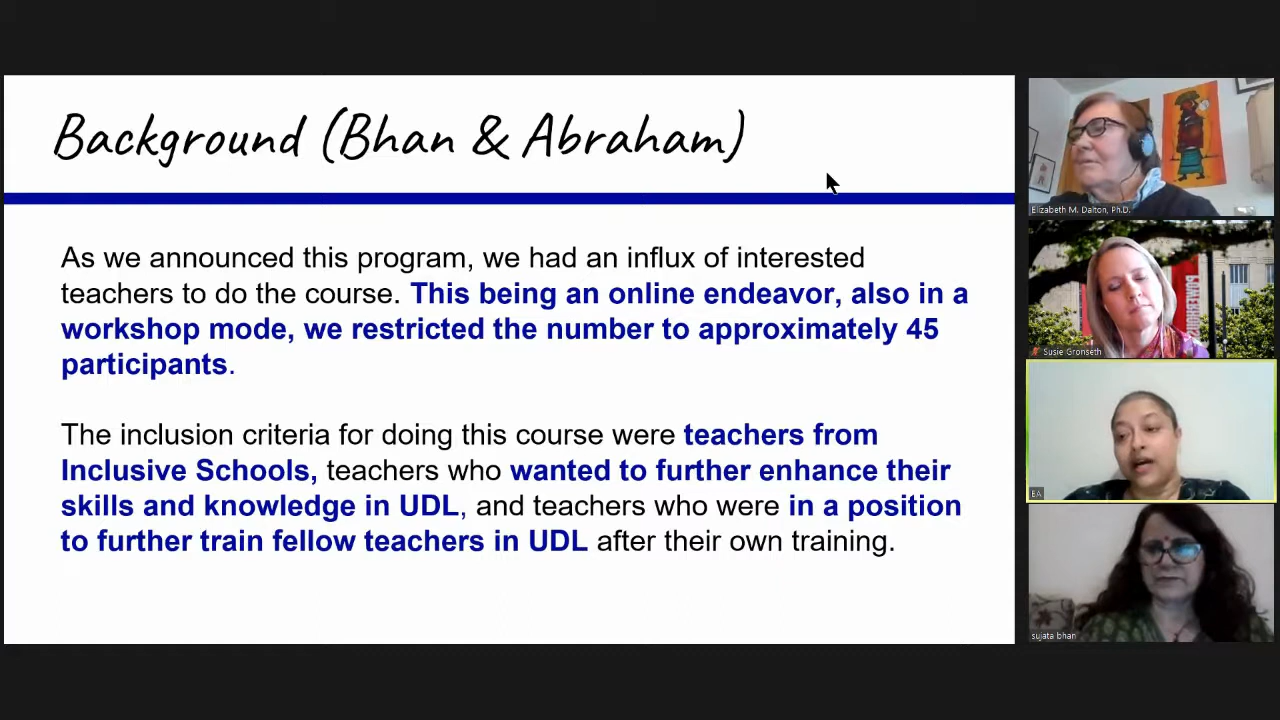 Background (Bhan & Abraham)
As we announced this program, we had an influx of interested
teachers to do the course. This being an online endeavor, also in a
workshop mode, we restricted the number to approximately 45
participants.
The inclusion criteria for doing this course were teachers from
Inclusive Schools, teachers who wanted to further enhance their
skills and knowledge in UDL, and teachers who were in a position
to further train fellow teachers in UDL after their own training.
Elizabeth M. Dalton, Ph.D.
Susie Gronseth
EA
sujata bhan